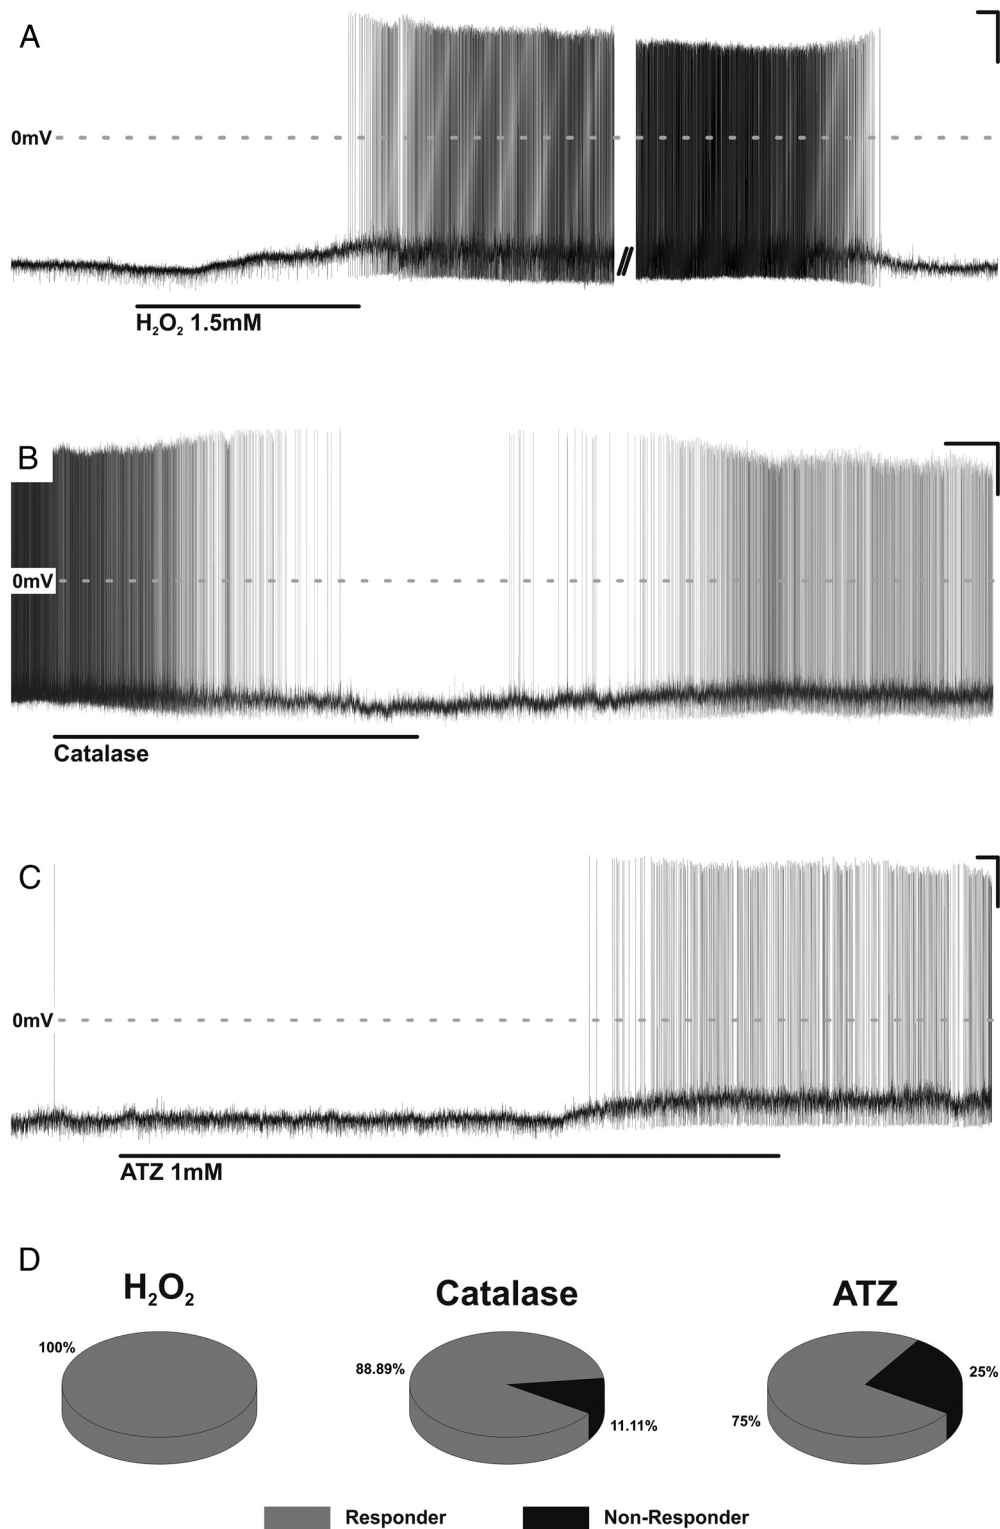 A
0mV
H₂O₂ 1.5mM
B
0mV
Catalase
C
0mV
ATZ 1mM
D
H₂O₂
Catalase
ATZ
100%
88.89%
11.11%
25%
75%
Responder
Non-Responder